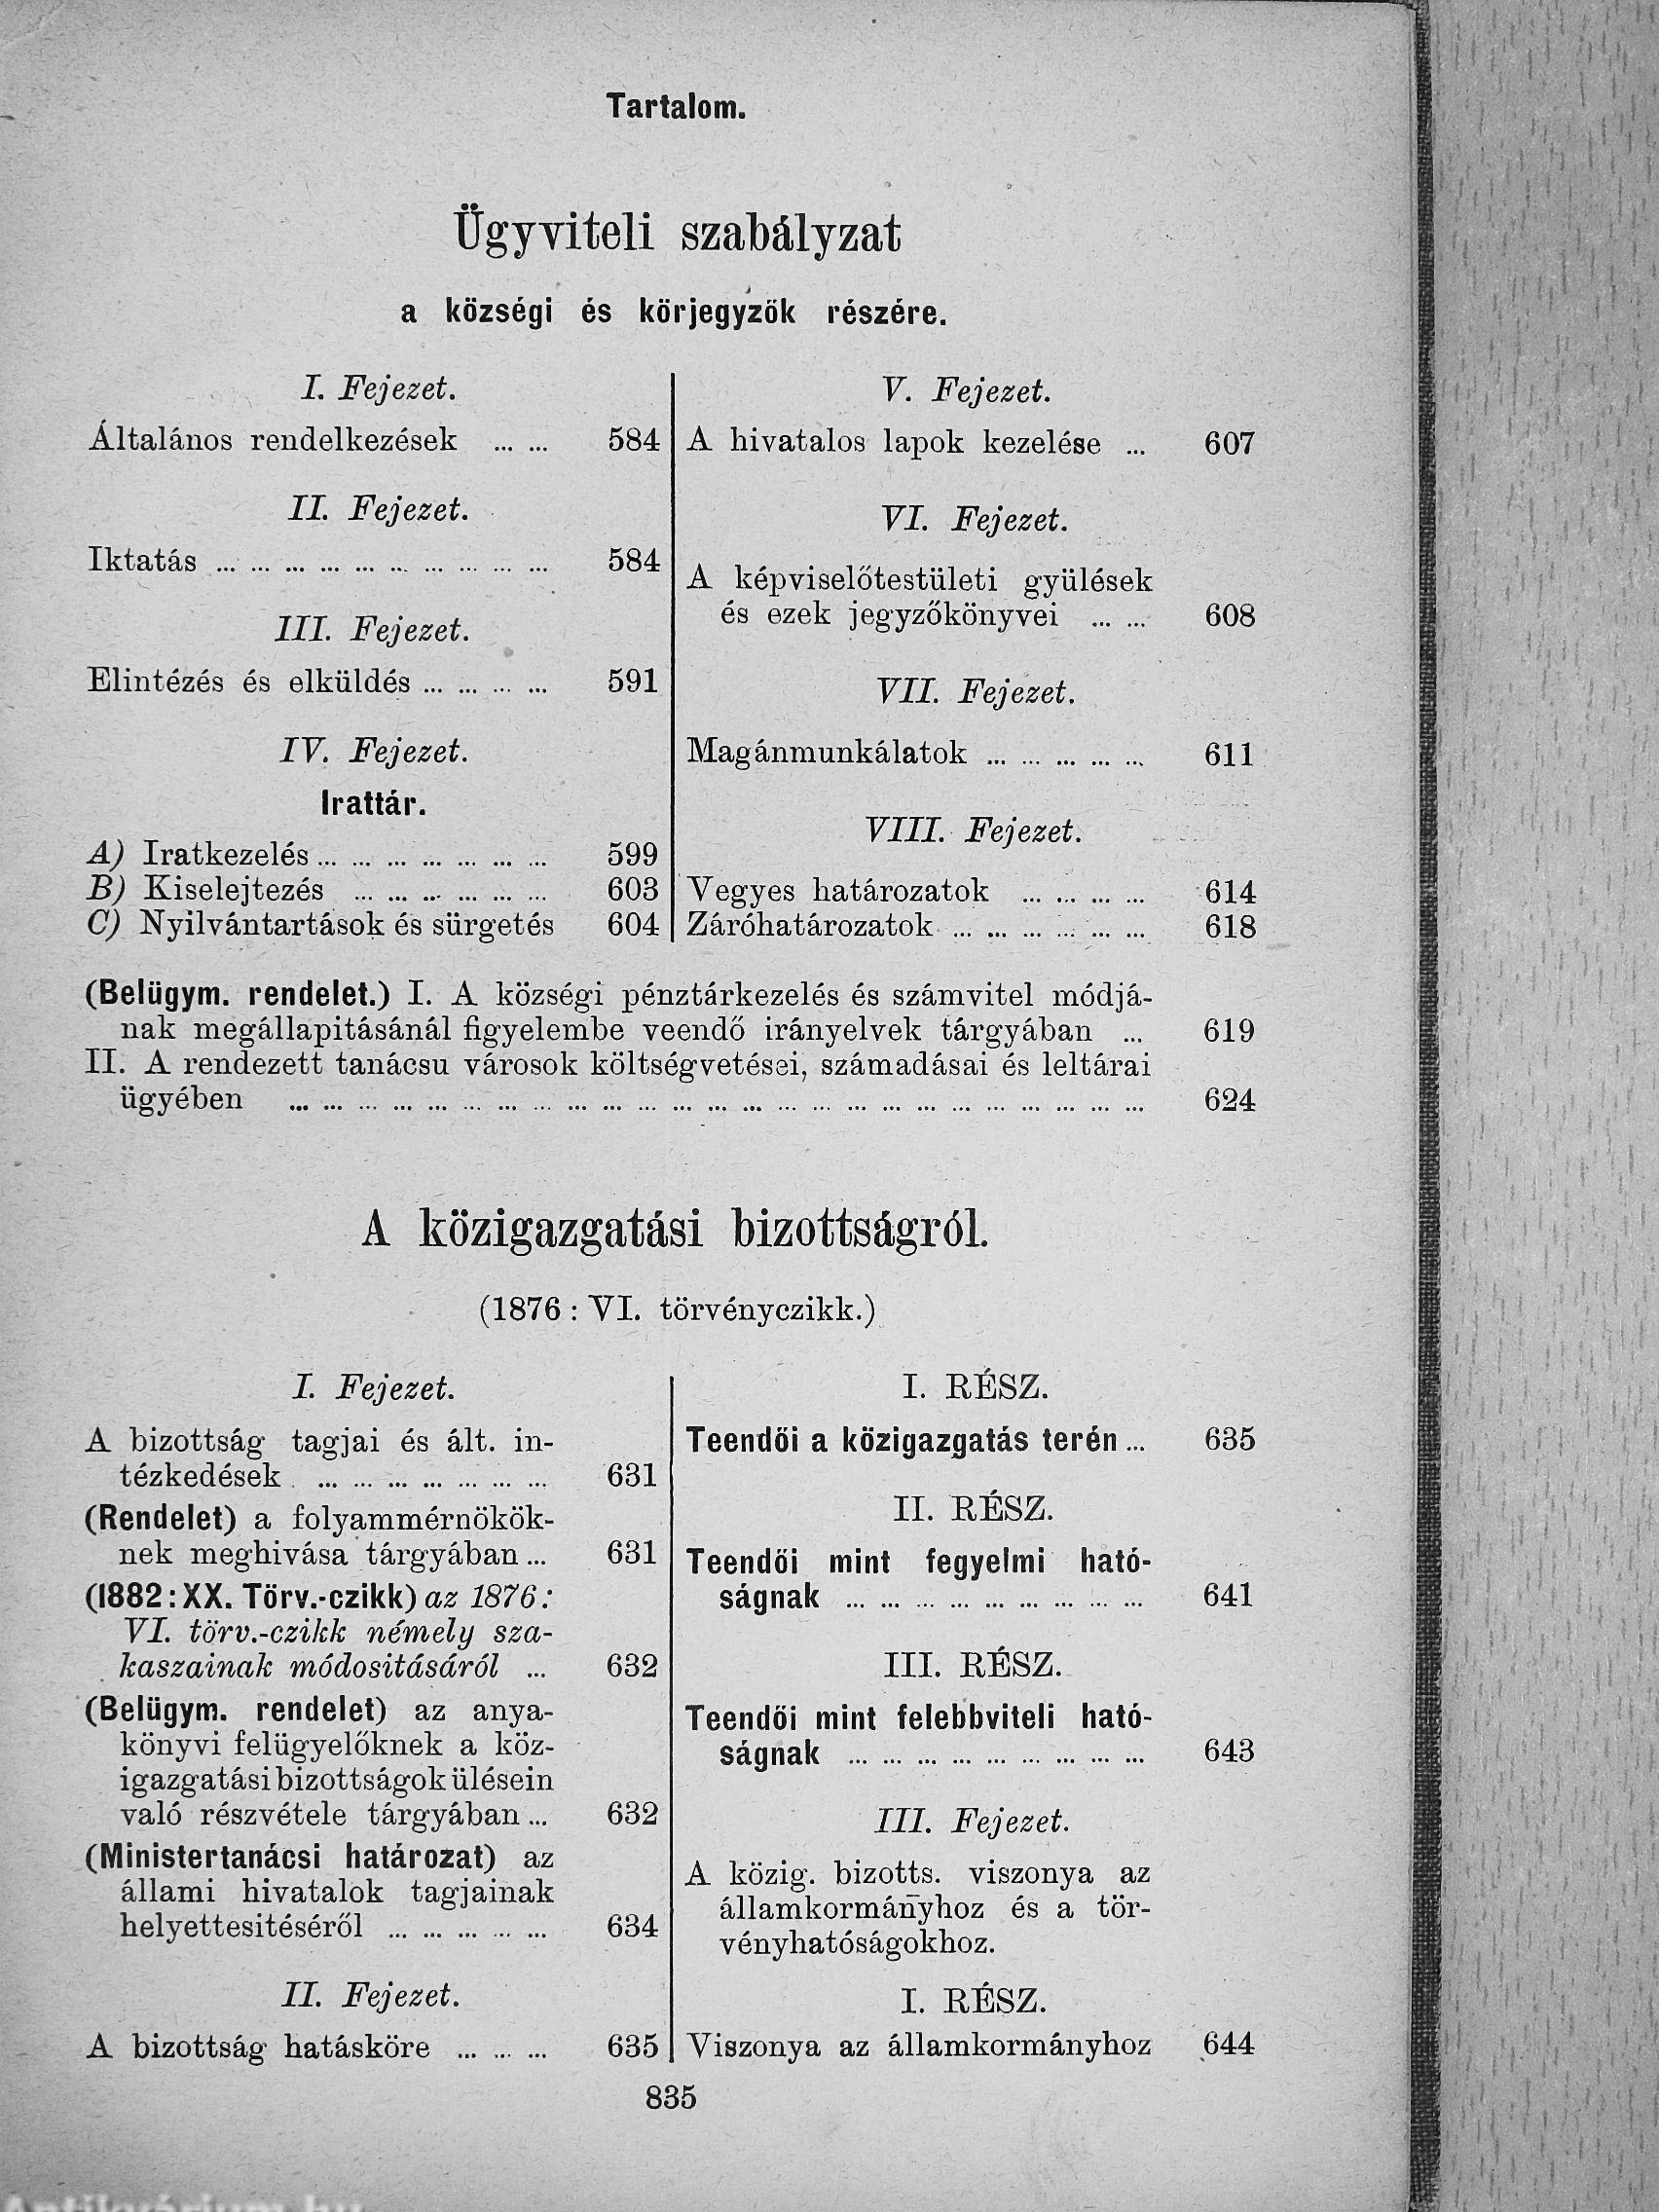 Tartalom.
Ügyviteli szabályzat
a községi és körjegyzők részére.
I. Fejezet.
Általános rendelkezések ... ... 584
II. Fejezet.
Iktatás ... ... ... ... ... ... ... ... ... ... 584
III. Fejezet.
Elintézés és elküldés ... ... ... ... 591
IV. Fejezet.
Irattár.
A) Iratkezelés ... ... ... ... ... ... ... 599
B) Kiselejtezés ... ... ... ... ... ... 603
C) Nyilvántartások és sürgetés 604
V. Fejezet.
A hivatalos lapok kezelése ... 607
VI. Fejezet.
A képviselőtestületi gyülések
és ezek jegyzőkönyvei ... ... 608
VII. Fejezet.
Magánmunkálatok ... ... ... ... ... 611
VIII. Fejezet.
Vegyes határozatok ... ... ... ... 614
Záróhatározatok ... ... ... ... ... ... 618
(Belügym. rendelet.) I. A községi pénztárkezelés és számvitel módjá-
nak megállapitásánál figyelembe veendő irányelvek tárgyában ... 619
II. A rendezett tanácsu városok költségvetései, számadásai és leltárai
ügyében ... ... ... ... ... ... ... ... ... ... ... ... ... ... ... ... ... ... ... ... ... ... ... ... ... 624
A közigazgatási bizottságról.
(1876 : VI. törvényczikk.)
I. Fejezet.
A bizottság tagjai és ált. in-
tézkedések ... ... ... ... ... ... ... 631
(Rendelet) a folyammérnökök-
nek meghivása tárgyában ... 631
(1882 : XX. Törv.-czikk) az 1876 :
VI. törv.-czikk némely sza-
kaszainak módositásáról ... 632
(Belügym. rendelet) az anya-
könyvi felügyelőknek a köz-
igazgatási bizottságok ülésein
való részvétele tárgyában ... 632
(Ministertanácsi határozat) az
állami hivatalok tagjainak
helyettesitéséről ... ... ... ... ... 634
II. Fejezet.
A bizottság hatásköre ... ... ... 635
I. RÉSZ.
Teendői a közigazgatás terén ... 635
II. RÉSZ.
Teendői mint fegyelmi ható-
ságnak ... ... ... ... ... ... ... ... ... 641
III. RÉSZ.
Teendői mint felebbviteli ható-
ságnak ... ... ... ... ... ... ... ... ... 643
III. Fejezet.
A közig. bizotts. viszonya az
államkormányhoz és a tör-
vényhatóságokhoz.
I. RÉSZ.
Viszonya az államkormányhoz 644
835
Antikvárium.hu